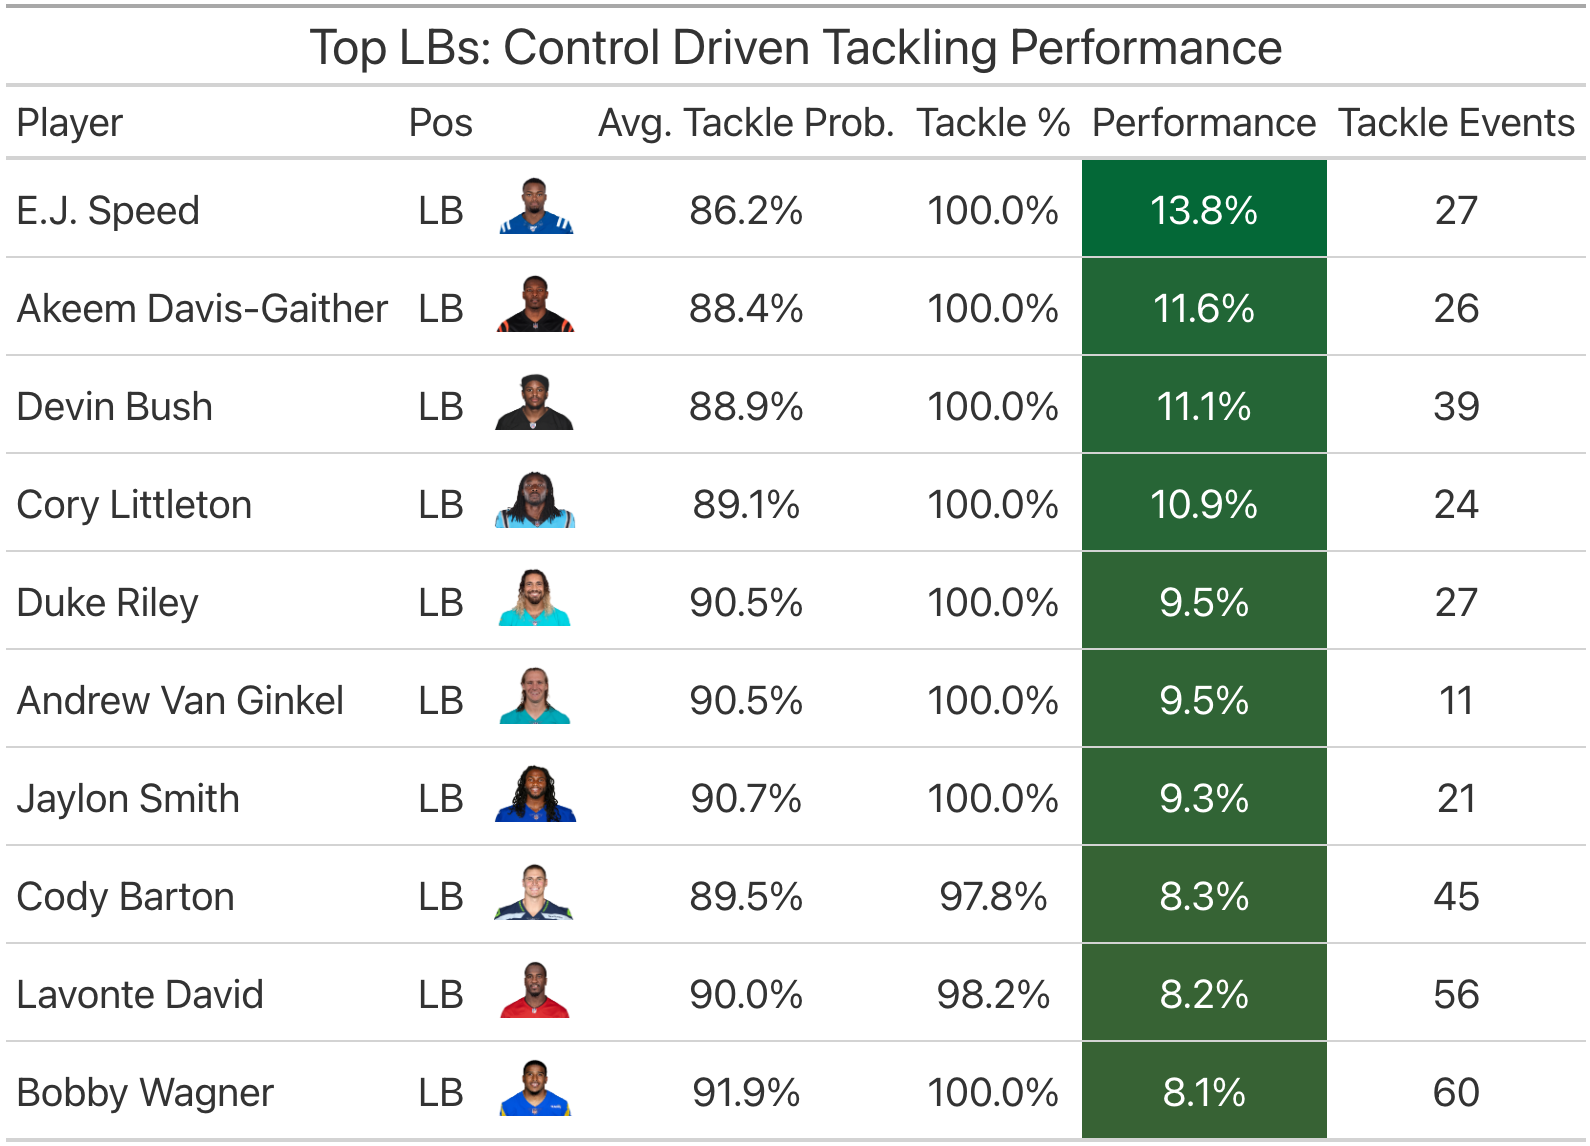 Top LBs: Control Driven Tackling Performance
Player Pos Avg. Tackle Prob. Tackle % Performance Tackle Events
E.J. Speed LB 86.2% 100.0% 13.8% 27
Akeem Davis-Gaither LB 88.4% 100.0% 11.6% 26
Devin Bush LB 88.9% 100.0% 11.1% 39
Cory Littleton LB 89.1% 100.0% 10.9% 24
Duke Riley LB 90.5% 100.0% 9.5% 27
Andrew Van Ginkel LB 90.5% 100.0% 9.5% 11
Jaylon Smith LB 90.7% 100.0% 9.3% 21
Cody Barton LB 89.5% 97.8% 8.3% 45
Lavonte David LB 90.0% 98.2% 8.2% 56
Bobby Wagner LB 91.9% 100.0% 8.1% 60